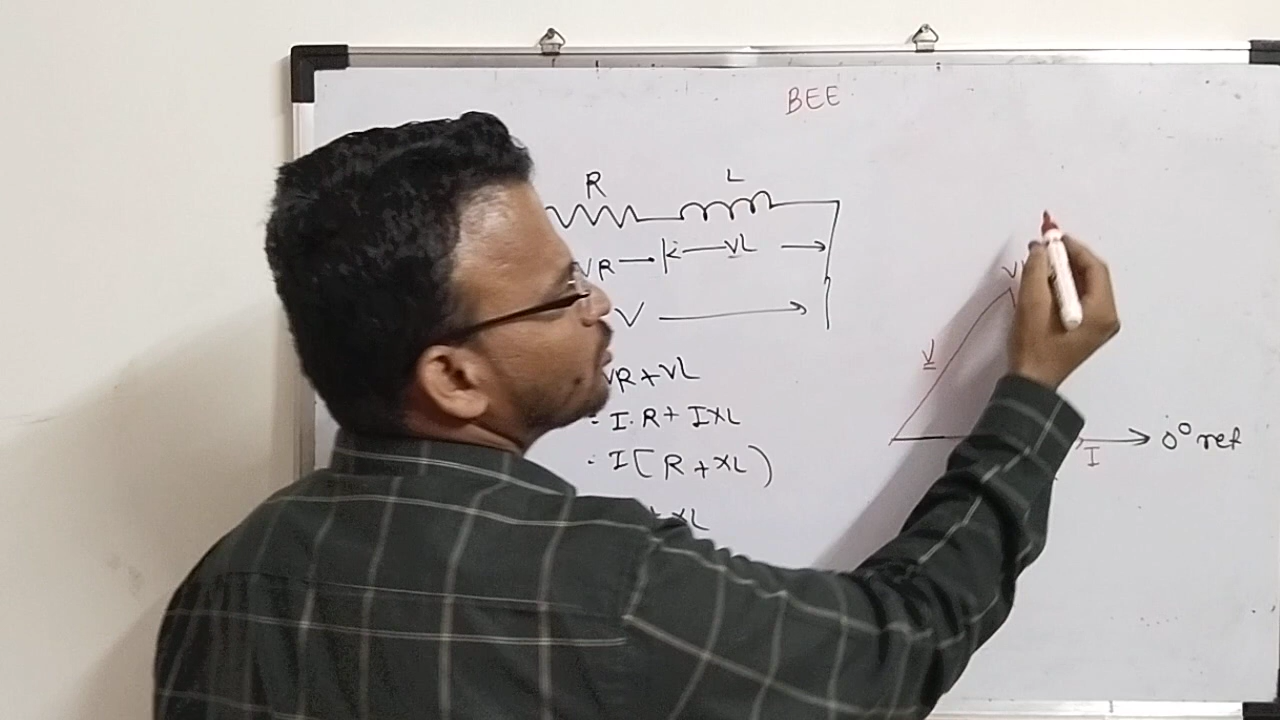 BEE
R L
VR VL
V
VR+VL
I.R+IXL
I[R+XL)
XL
V
I 0° ref